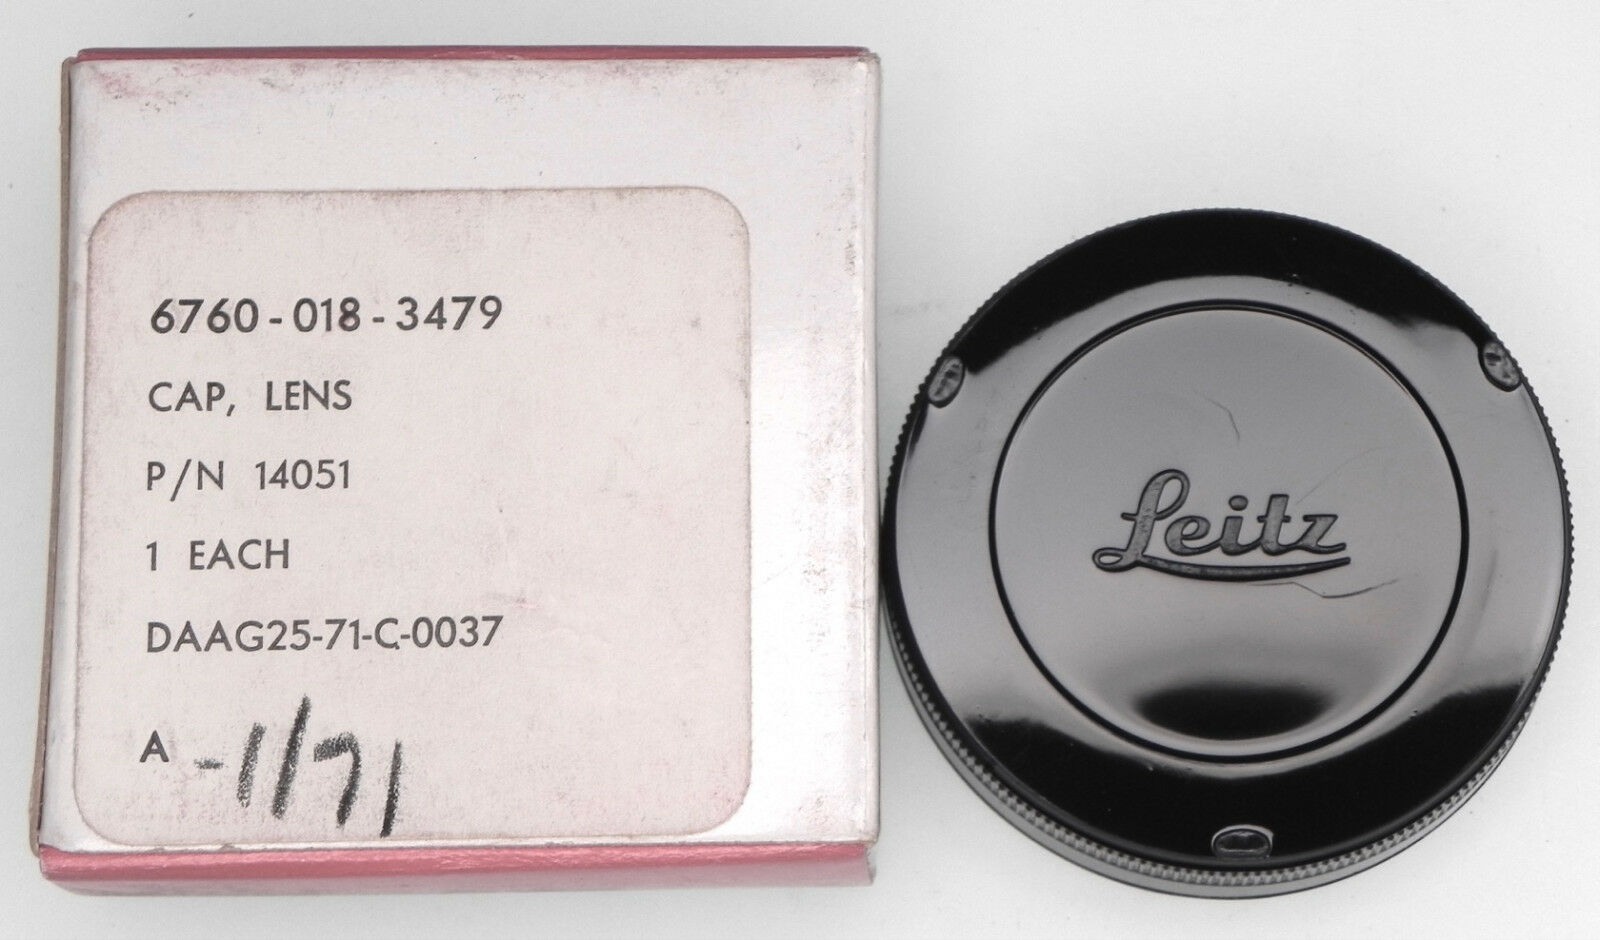 6760-018-3479
CAP, LENS
P/N 14051
1 EACH
DAAG25-71-C-0037
A -1/71
Leitz